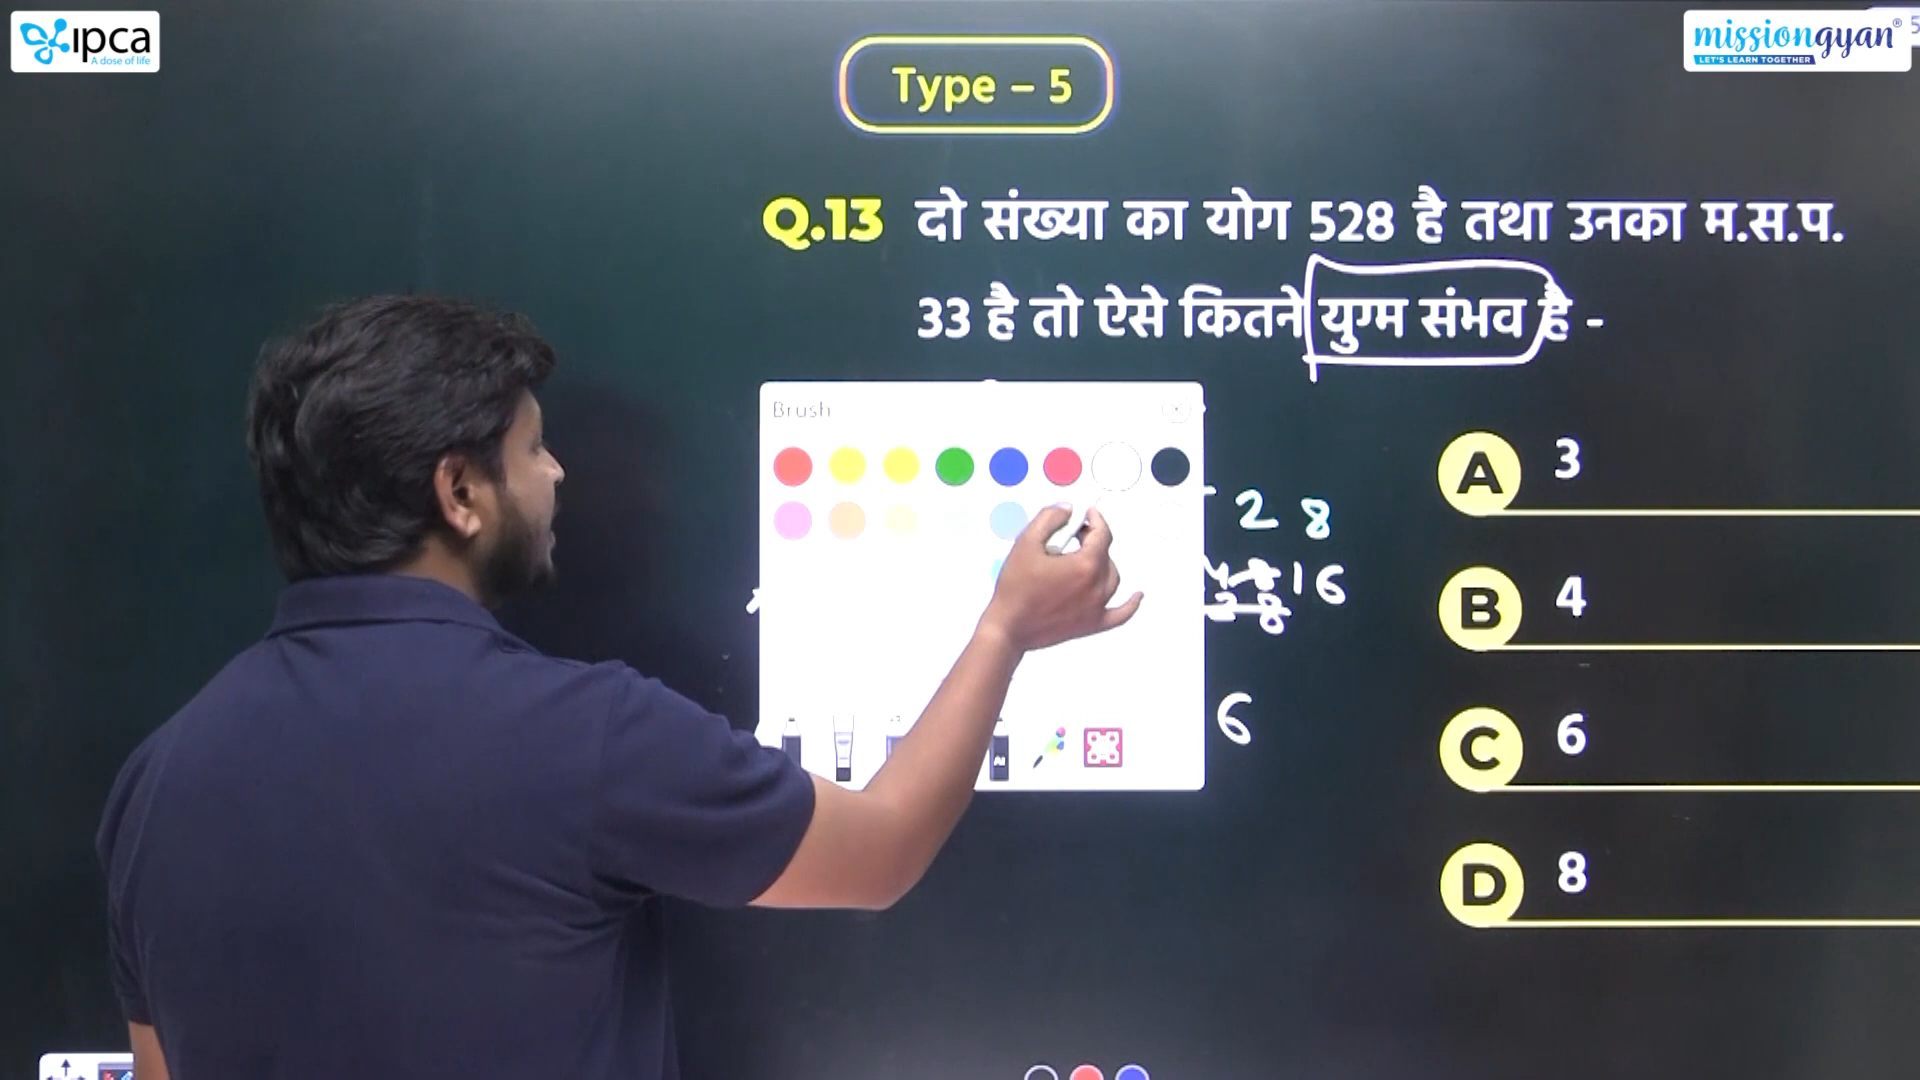 ipca
A dose of life
missiongyan®
LET'S LEARN TOGETHER
Type – 5
Q.13 दो संख्या का योग 528 है तथा उनका म.स.प.
33 है तो ऐसे कितने युग्म संभव है -
Brush
A 3
2 8
16
B 4
6
C 6
D 8